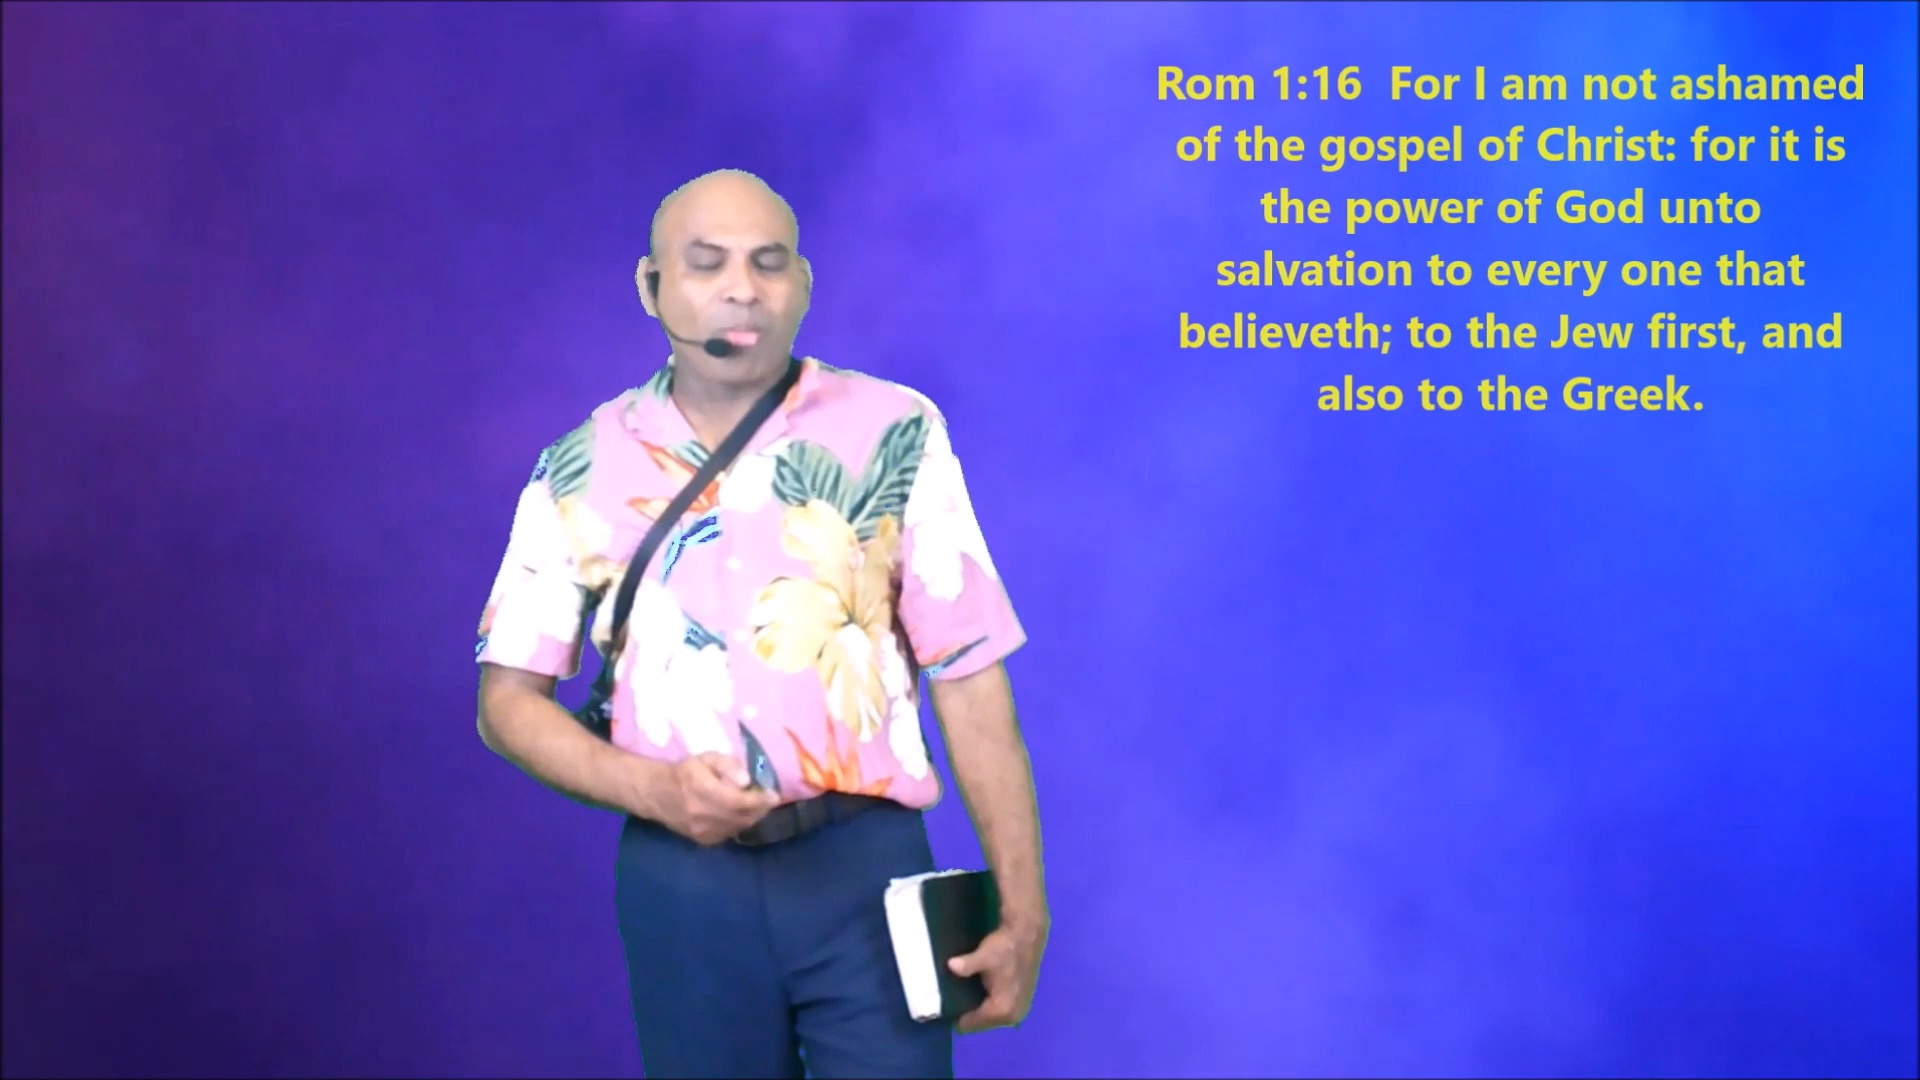 Rom 1:16  For I am not ashamed
of the gospel of Christ: for it is
the power of God unto
salvation to every one that
believeth; to the Jew first, and
also to the Greek.